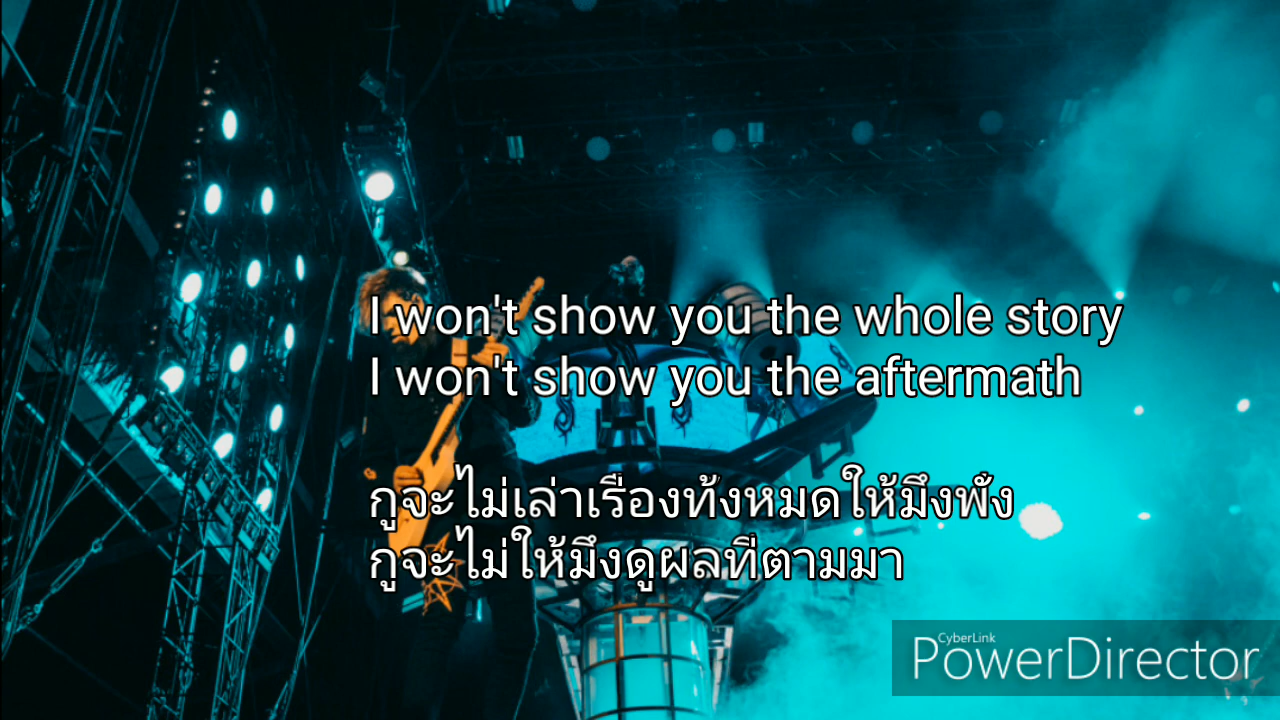 I won't show you the whole story
I won't show you the aftermath
กูจะไม่เล่าเรื่องทั้งหมดให้มึงพัง
กูจะไม่ให้มึงดูผลที่ตามมา
CyberLink
PowerDirector